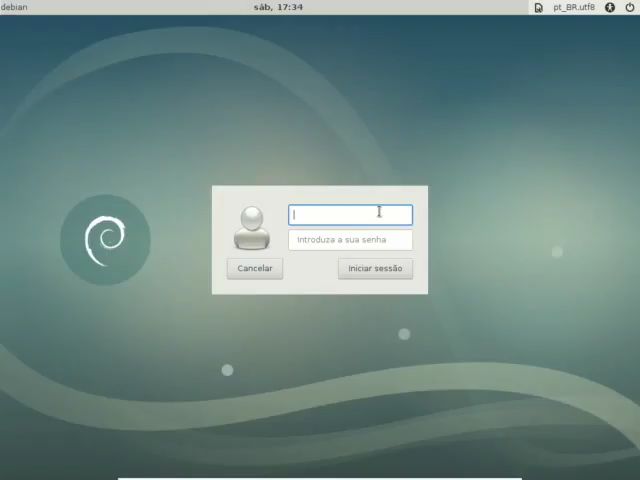 debian
sáb, 17:34
pt_BR.utf8
Introduza a sua senha
Cancelar
Iniciar sessão